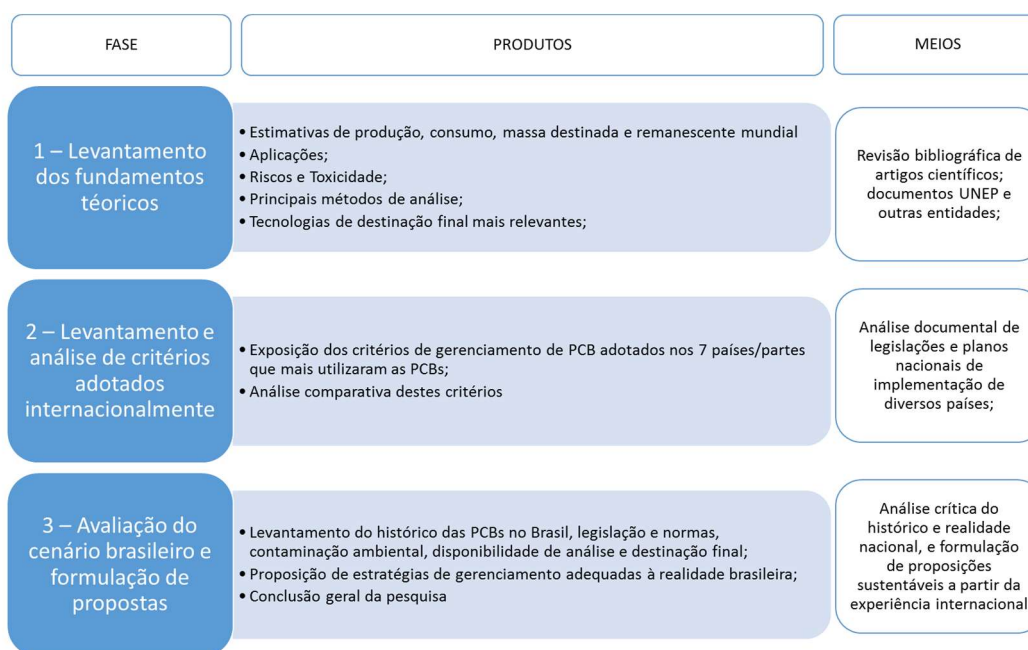 FASE
PRODUTOS
MEIOS
1 – Levantamento
dos fundamentos
téoricos
• Estimativas de produção, consumo, massa destinada e remanescente mundial
• Aplicações;
• Riscos e Toxicidade;
• Principais métodos de análise;
• Tecnologias de destinação final mais relevantes;
Revisão bibliográfica de
artigos científicos;
documentos UNEP e
outras entidades;
2 – Levantamento e
análise de critérios
adotados
internacionalmente
• Exposição dos critérios de gerenciamento de PCB adotados nos 7 países/partes
que mais utilizaram as PCBs;
• Análise comparativa destes critérios
Análise documental de
legislações e planos
nacionais de
implementação de
diversos países;
3 – Avaliação do
cenário brasileiro e
formulação de
propostas
• Levantamento do histórico das PCBs no Brasil, legislação e normas,
contaminação ambiental, disponibilidade de análise e destinação final;
• Proposição de estratégias de gerenciamento adequadas à realidade brasileira;
• Conclusão geral da pesquisa
Análise crítica do
histórico e realidade
nacional, e formulação
de proposições
sustentáveis a partir da
experiência internacional